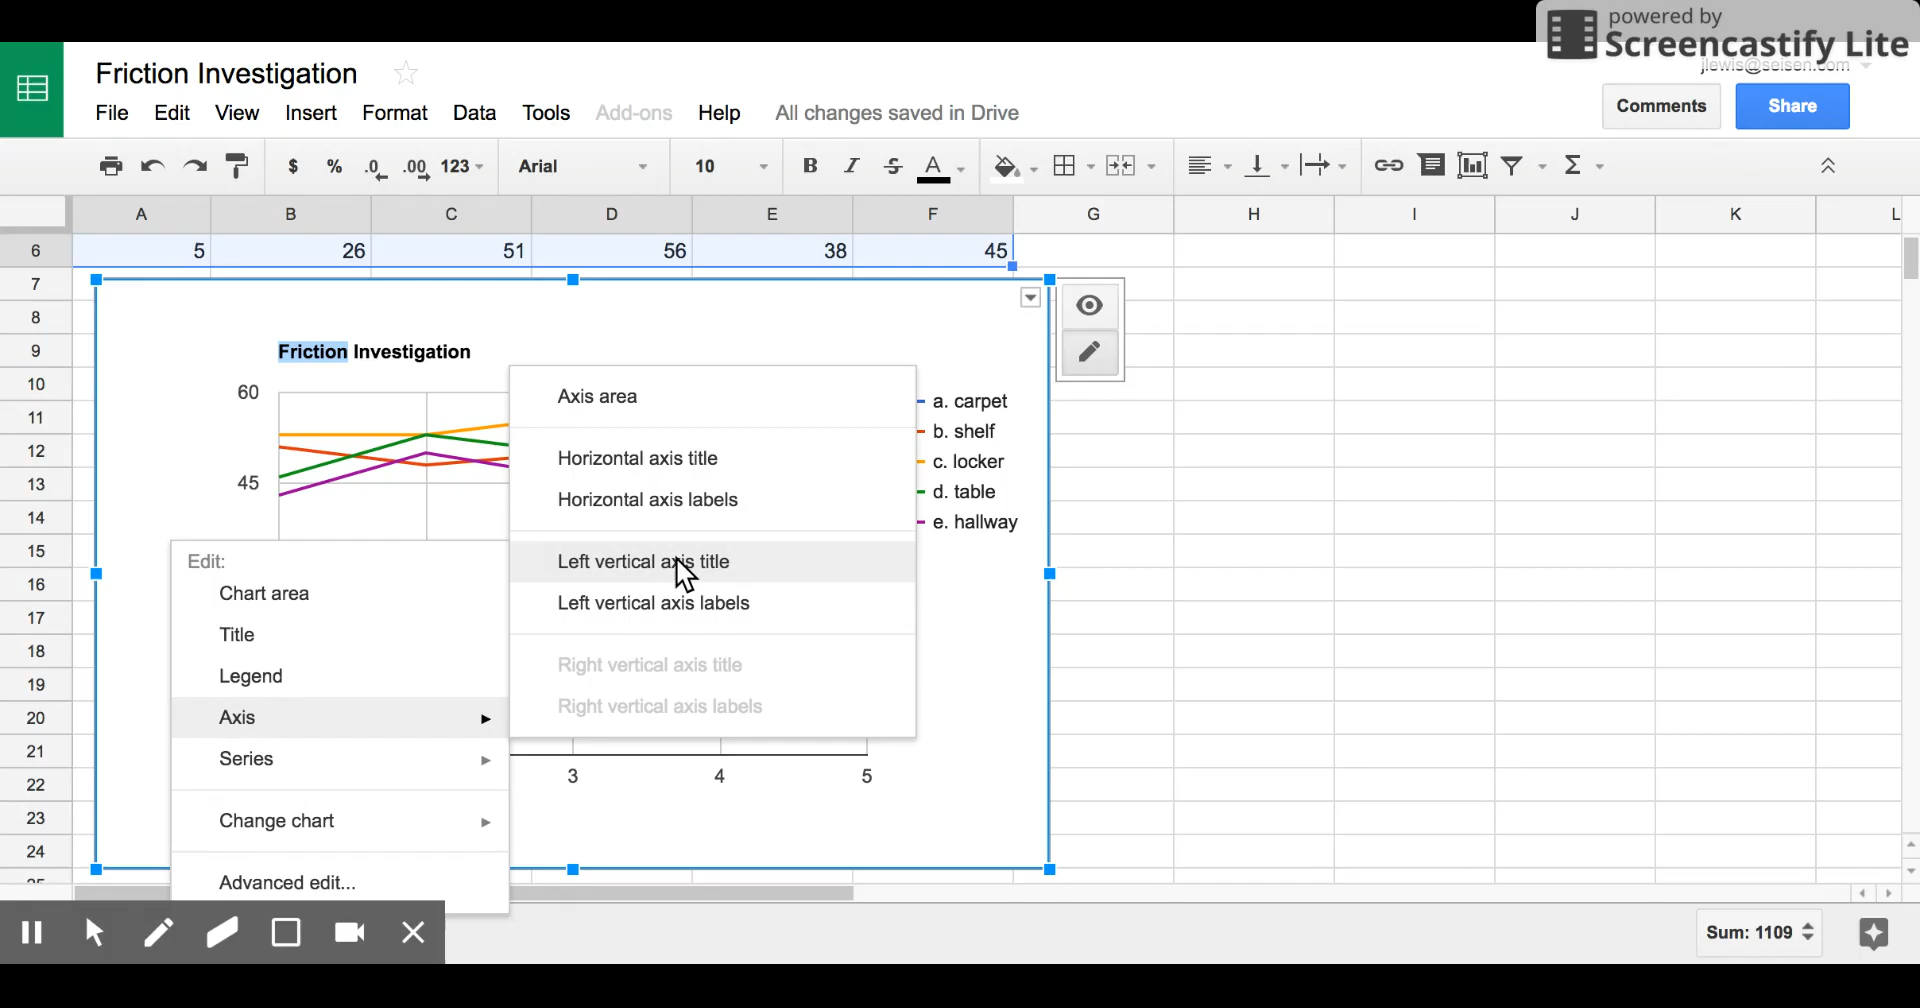 powered by
Screencastify Lite
Friction Investigation
jlewis@seisen.com
File Edit View Insert Format Data Tools Add-ons Help All changes saved in Drive
Comments Share
$ % .0 .00 123 Arial 10 B I S A
A B C D E F G H I J K L
6 5 26 51 56 38 45
7
8
9
10
11
12
13
14
15
16
17
18
19
20
21
22
23
24
25
Friction Investigation
60
45
3 4 5
a. carpet
b. shelf
c. locker
d. table
e. hallway
Edit:
Chart area
Title
Legend
Axis
Series
Change chart
Advanced edit...
Axis area
Horizontal axis title
Horizontal axis labels
Left vertical axis title
Left vertical axis labels
Right vertical axis title
Right vertical axis labels
Sum: 1109